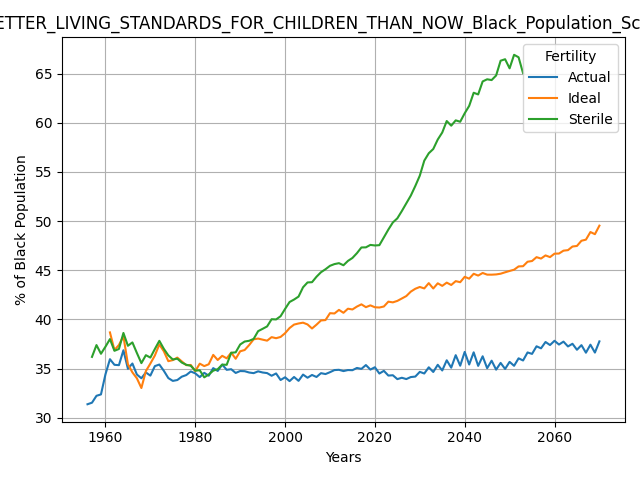 ETTER_LIVING_STANDARDS_FOR_CHILDREN_THAN_NOW_Black_Population_Sc
Fertility
Actual
Ideal
Sterile
% of Black Population
65
60
55
50
45
40
35
30
1960
1980
2000
2020
2040
2060
Years